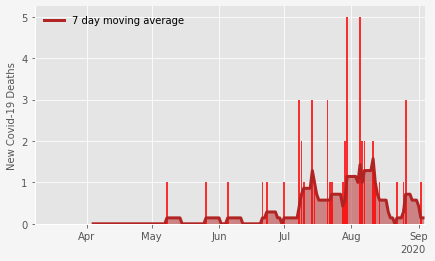 7 day moving average
New Covid-19 Deaths
5
4
3
2
1
0
Apr
May
Jun
Jul
Aug
Sep
2020